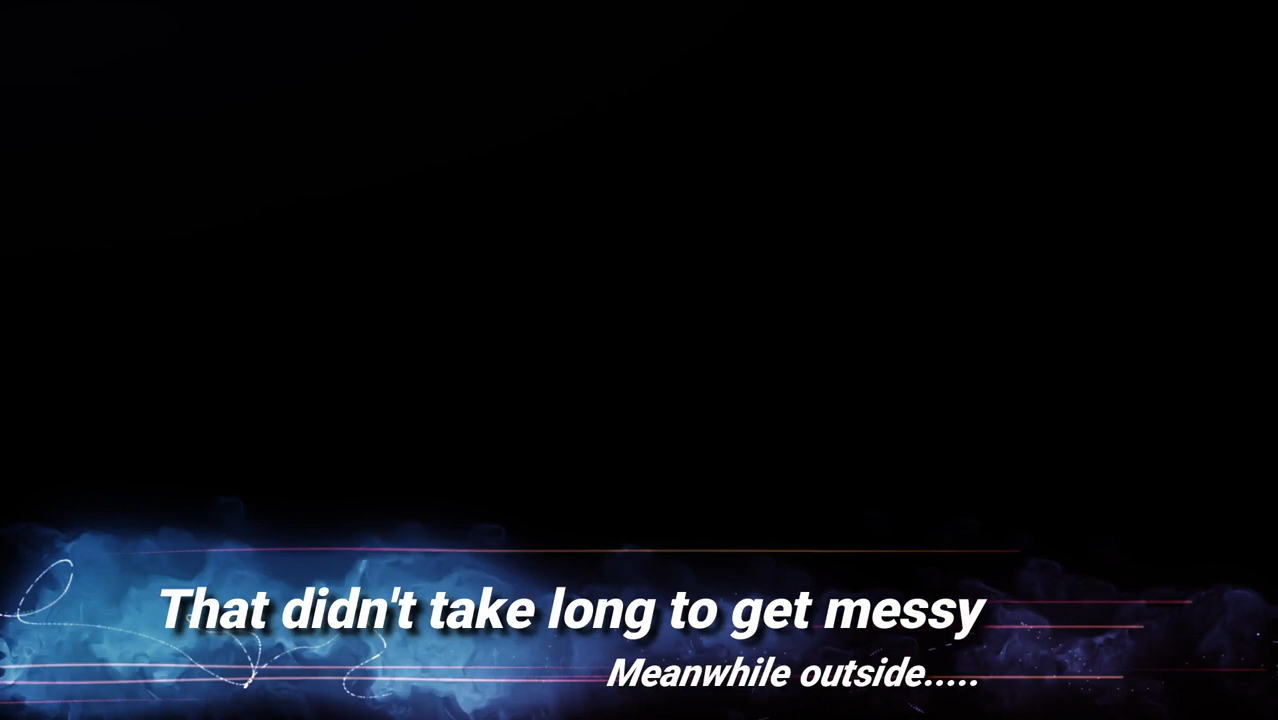 That didn't take long to get messy
Meanwhile outside.....